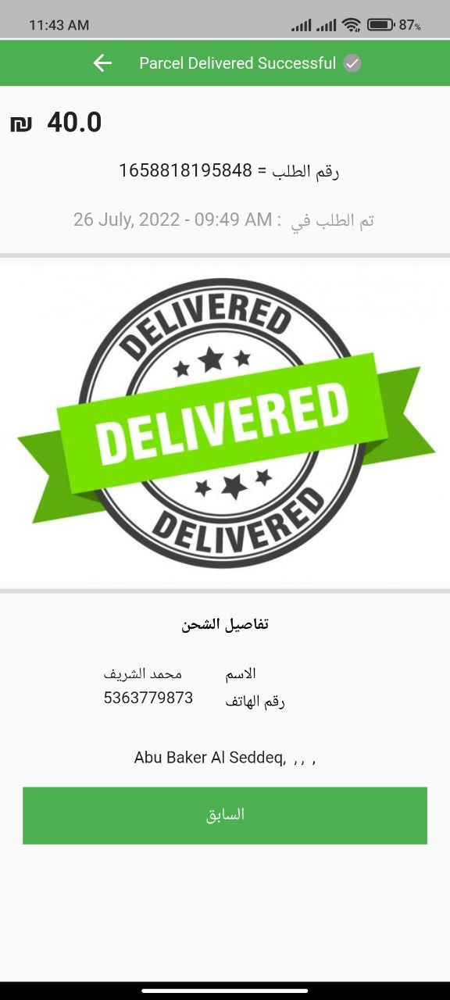 11:43 AM 87%
Parcel Delivered Successful
₪ 40.0
رقم الطلب = 1658818195848
تم الطلب في : 26 July, 2022 - 09:49 AM
DELIVERED
DELIVERED
DELIVERED
تفاصيل الشحن
الاسم محمد الشريف
رقم الهاتف 5363779873
Abu Baker Al Seddeq, , , ,
السابق